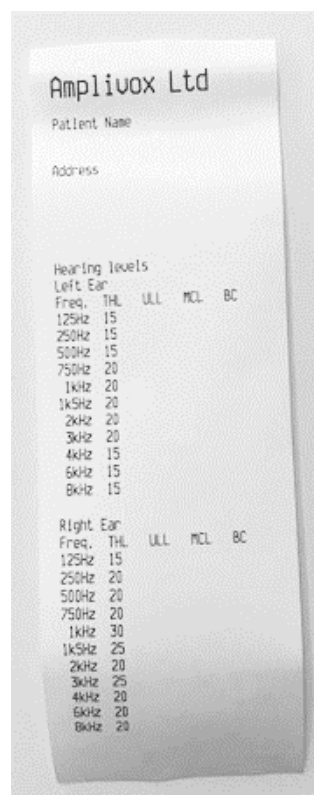 Amplivox Ltd
Patient Name
Address
Hearing levels
Left Ear
Freq. THL ULL MCL BC
125Hz 15
250Hz 15
500Hz 15
750Hz 20
1kHz 20
1k5Hz 20
2kHz 20
3kHz 20
4kHz 15
6kHz 15
8kHz 15
Right Ear
Freq. THL ULL MCL BC
125Hz 15
250Hz 20
500Hz 20
750Hz 20
1kHz 30
1k5Hz 25
2kHz 20
3kHz 25
4kHz 20
6kHz 20
8kHz 20